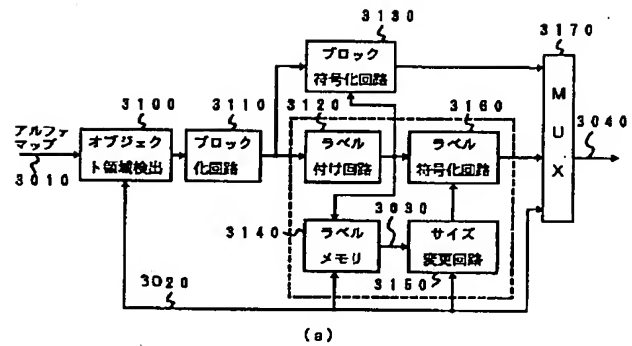 3130
3170
ブロック
符号化回路
3100
3110
3120
3160
MUX
3040
アルファ
マップ
3010
オブジェク
ト領域検出
ブロック
化回路
ラベル
付け回路
ラベル
符号化回路
3140
3030
ラベル
メモリ
サイズ
変更回路
3150
3020
(a)